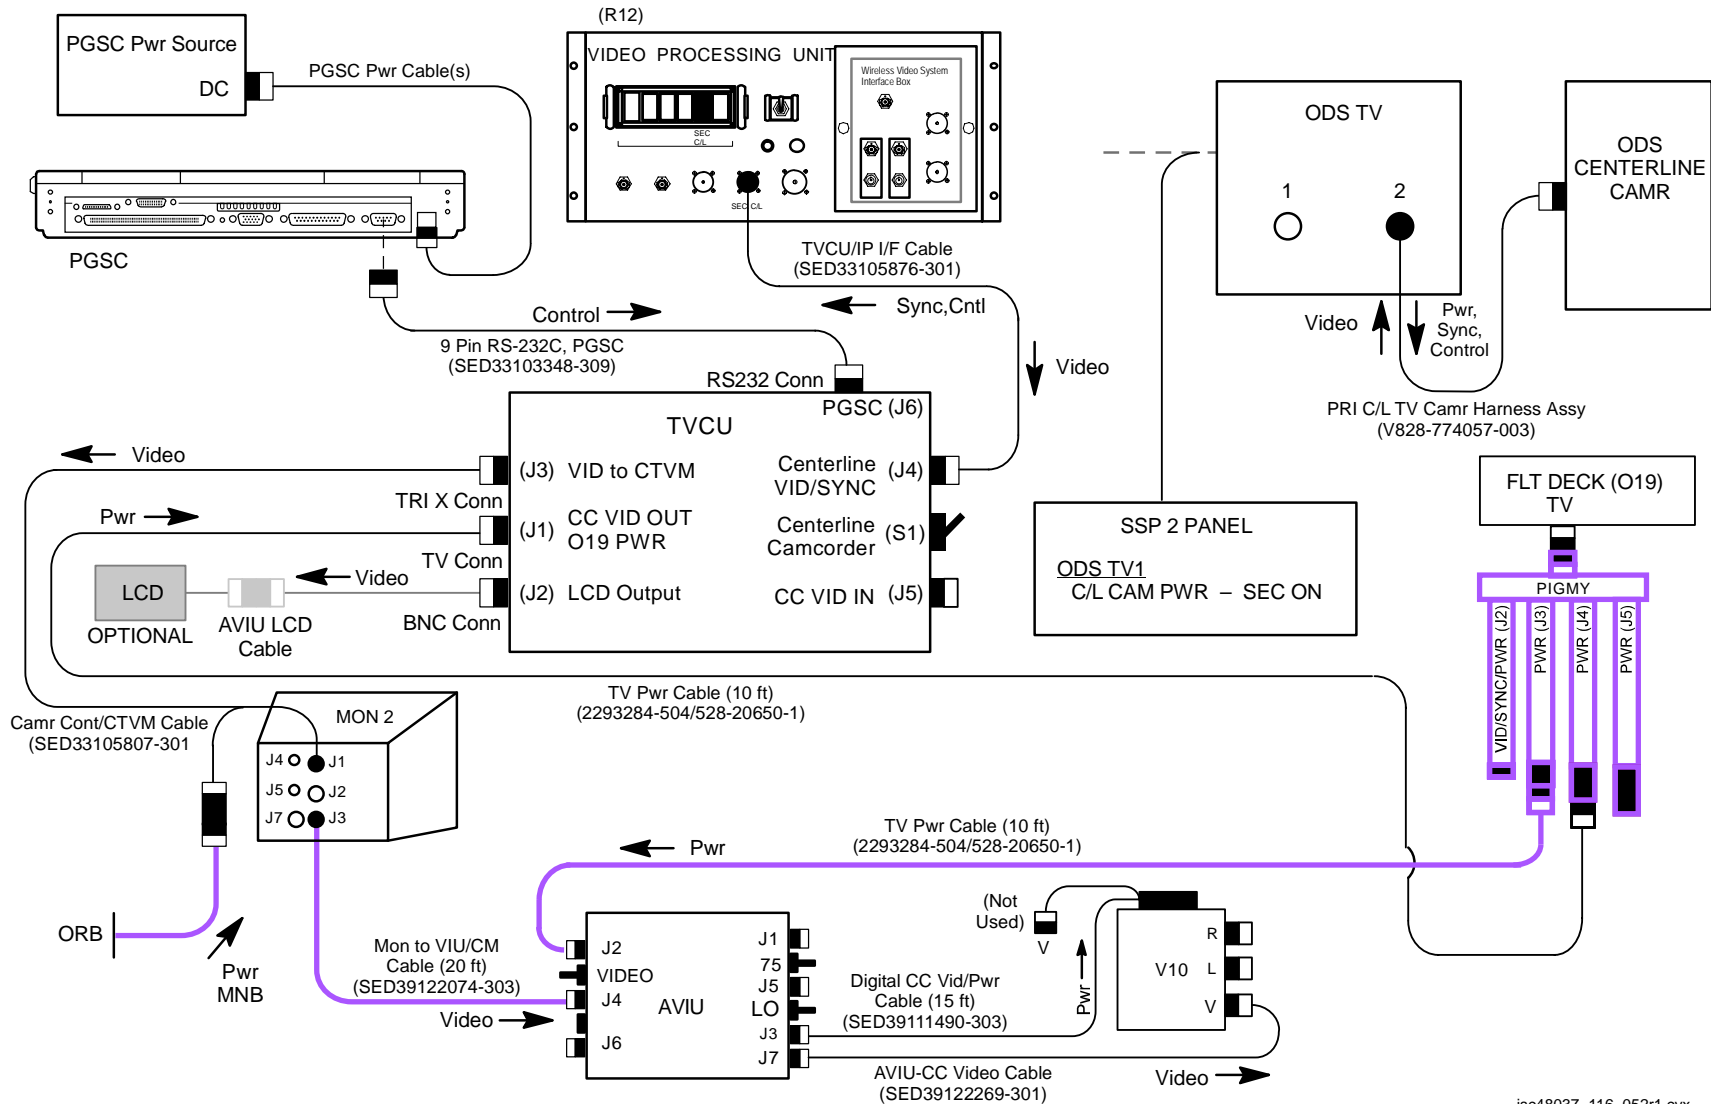 (R12)
PGSC Pwr Source
DC
PGSC Pwr Cable(s)
PGSC
VIDEO PROCESSING UNIT
Wireless Video System
Interface Box
SEC
C/L
SEC C/L
TVCU/IP I/F Cable
(SED33105876-301)
Sync,Cntl
Video
Control
9 Pin RS-232C, PGSC
(SED33103348-309)
RS232 Conn
ODS TV
1
2
Video
Pwr,
Sync,
Control
ODS
CENTERLINE
CAMR
PRI C/L TV Camr Harness Assy
(V828-774057-003)
TVCU
PGSC (J6)
(J3) VID to CTVM
(J1) CC VID OUT
O19 PWR
(J2) LCD Output
Centerline
VID/SYNC (J4)
Centerline
Camcorder (S1)
CC VID IN (J5)
Video
TRI X Conn
Pwr
TV Conn
Video
BNC Conn
LCD
OPTIONAL
AVIU LCD
Cable
SSP 2 PANEL
ODS TV1
C/L CAM PWR – SEC ON
FLT DECK (O19)
TV
PIGMY
VID/SYNC/PWR (J2)
PWR (J3)
PWR (J4)
PWR (J5)
TV Pwr Cable (10 ft)
(2293284-504/528-20650-1)
Camr Cont/CTVM Cable
(SED33105807-301
MON 2
J4
J1
J5
J2
J7
J3
ORB
Pwr
MNB
Mon to VIU/CM
Cable (20 ft)
(SED39122074-303)
Video
Pwr
TV Pwr Cable (10 ft)
(2293284-504/528-20650-1)
AVIU
J2
VIDEO
J4
J6
J1
75
J5
LO
J3
J7
Digital CC Vid/Pwr
Cable (15 ft)
(SED39111490-303)
(Not
Used)
V
Pwr
V10
R
L
V
AVIU-CC Video Cable
(SED39122269-301)
Video